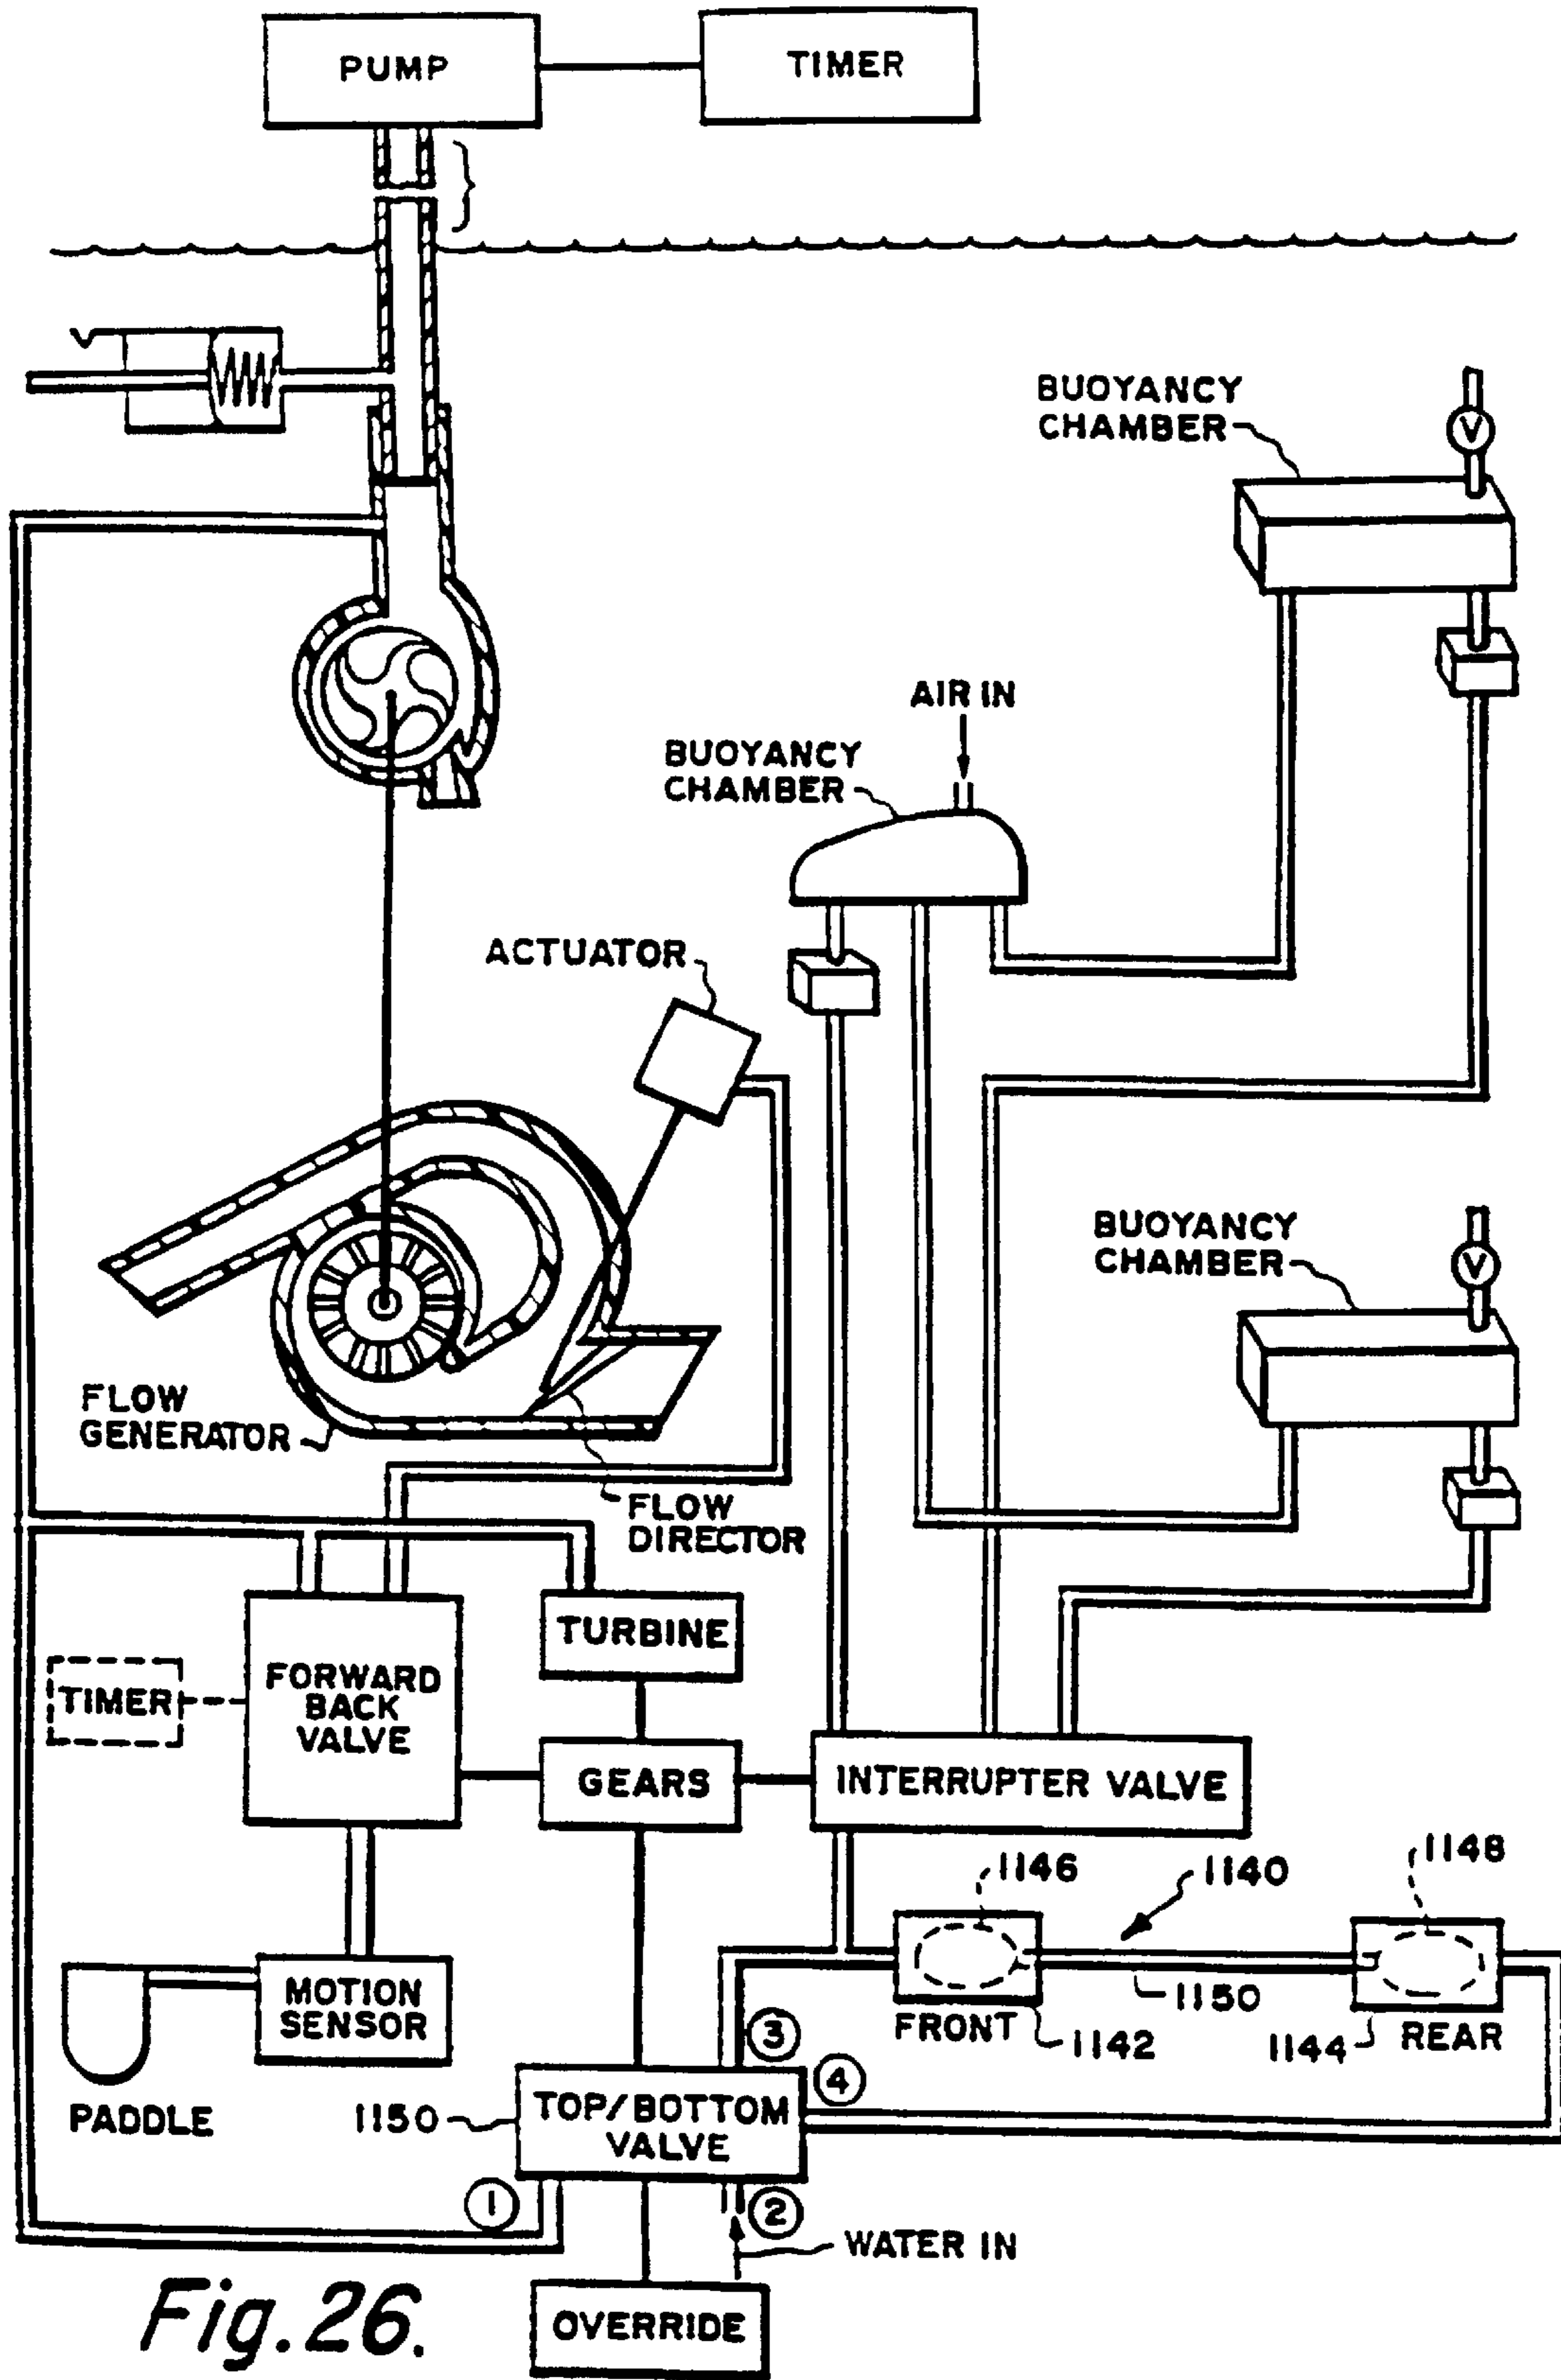 PUMP
TIMER
BUOYANCY
CHAMBER
V
AIR IN
BUOYANCY
CHAMBER
ACTUATOR
BUOYANCY
CHAMBER
V
FLOW
GENERATOR
FLOW
DIRECTOR
TURBINE
TIMER
FORWARD
BACK
VALVE
GEARS
INTERRUPTER VALVE
1146
1140
1148
MOTION
SENSOR
1150
FRONT
1142
1144
REAR
3
4
PADDLE
1150
TOP/BOTTOM
VALVE
1
2
WATER IN
OVERRIDE
Fig. 26.